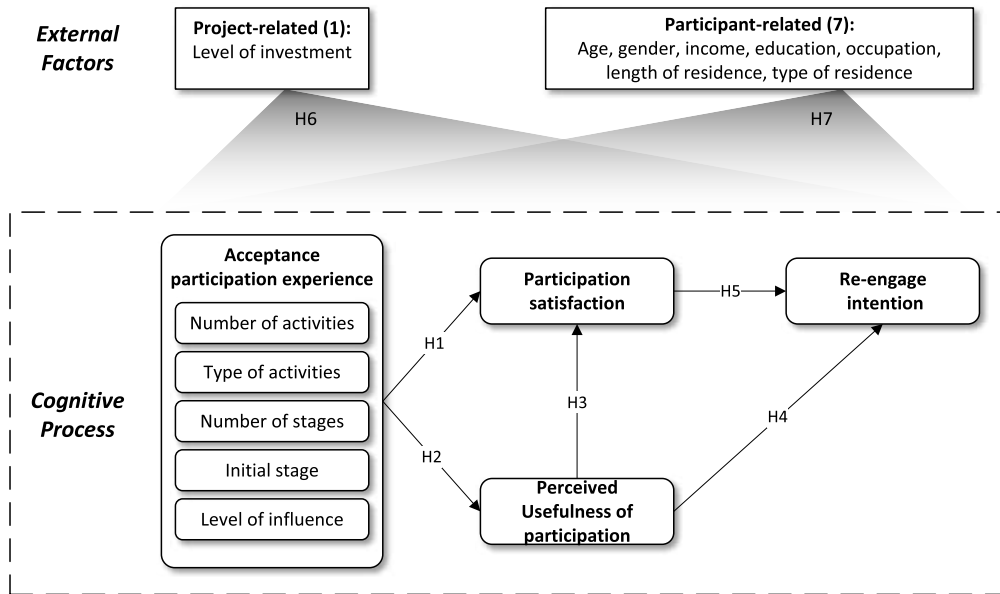 External
Factors
Project-related (1):
Level of investment
Participant-related (7):
Age, gender, income, education, occupation,
length of residence, type of residence
H6
H7
Cognitive
Process
Acceptance
participation experience
Number of activities
Type of activities
Number of stages
Initial stage
Level of influence
H1
H2
Participation
satisfaction
H3
Perceived
Usefulness of
participation
H5
H4
Re-engage
intention